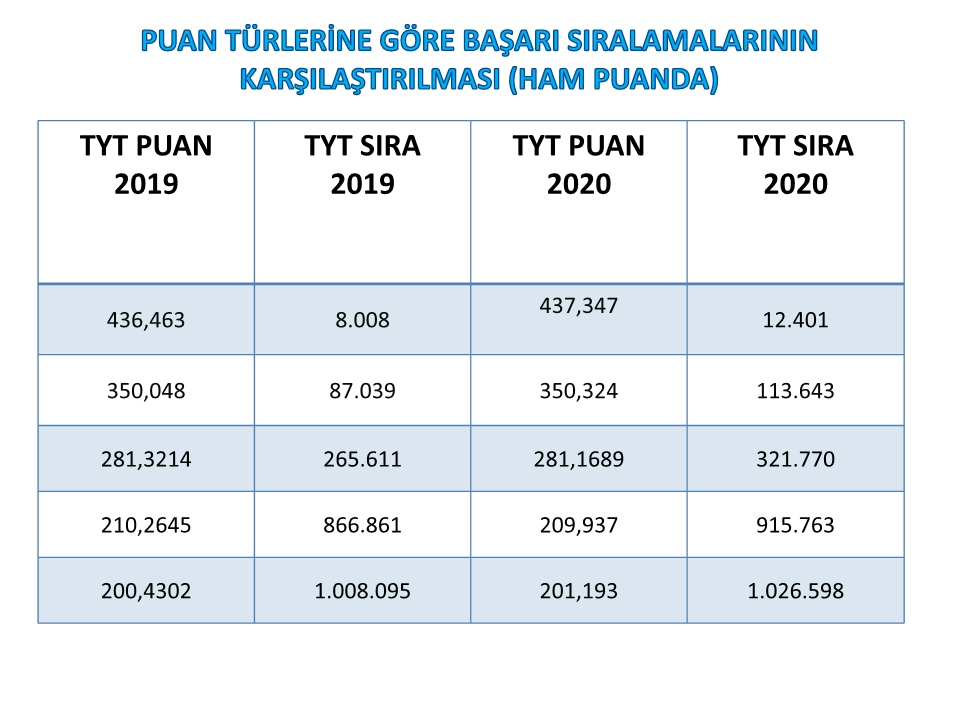 PUAN TÜRLERİNE GÖRE BAŞARI SIRALAMALARININ
KARŞILAŞTIRILMASI (HAM PUANDA)
TYT PUAN 2019
TYT SIRA 2019
TYT PUAN 2020
TYT SIRA 2020
436,463 8.008 437,347 12.401
350,048 87.039 350,324 113.643
281,3214 265.611 281,1689 321.770
210,2645 866.861 209,937 915.763
200,4302 1.008.095 201,193 1.026.598